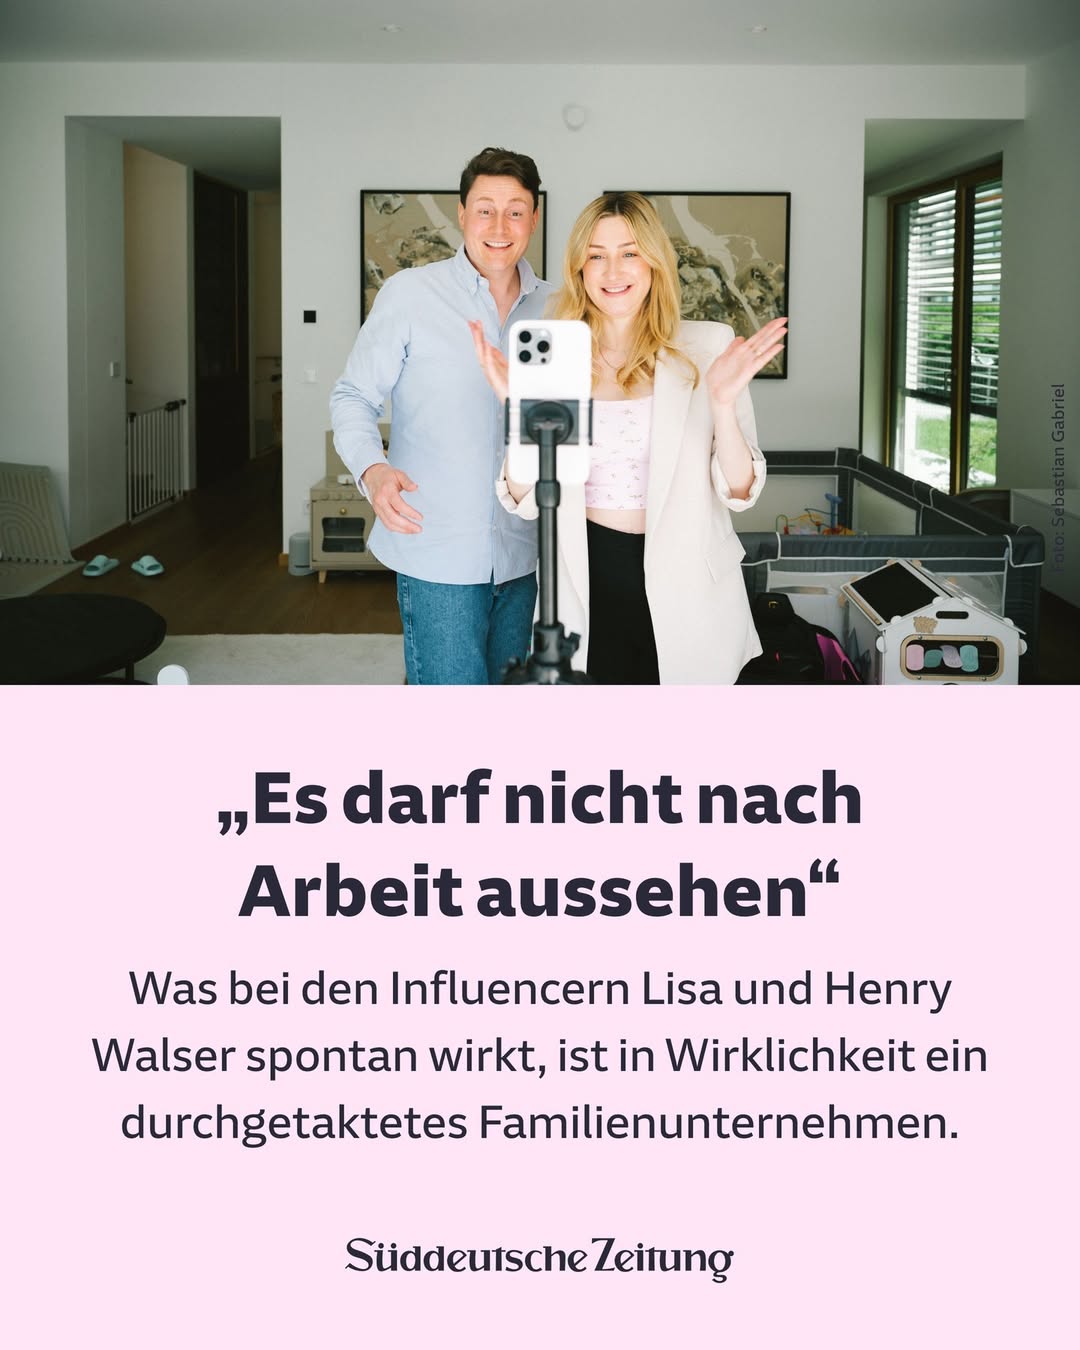 Foto: Sebastian Gabriel
„Es darf nicht nach
Arbeit aussehen“
Was bei den Influencern Lisa und Henry
Walser spontan wirkt, ist in Wirklichkeit ein
durchgetaktetes Familienunternehmen.
Süddeutsche Zeitung